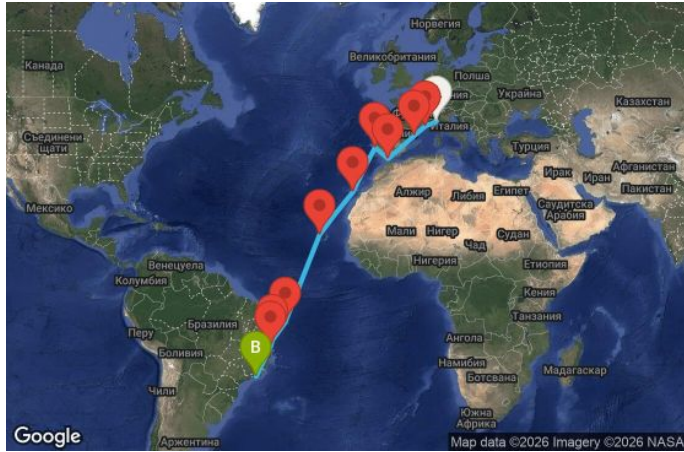 Норвегия
Канада
Великобритания
Полша
Украйна
Казахстан
Италия
Съединени
щати
Турция
Ирак
Афганистан
Иран
Пакистан
Алжир
Либия
Египет
Саудитска
Арабия
Мексико
Мали
Нигер
Чад
Судан
Нигерия
Етиопия
Венецуела
Колумбия
Кения
Перу
Бразилия
Танзания
B
Боливия
Ангола
Намибия
Ботсвана
Мадагаскар
Чили
Южна
Африка
Аржентина
Google
Map data ©2026 Imagery ©2026 NASA